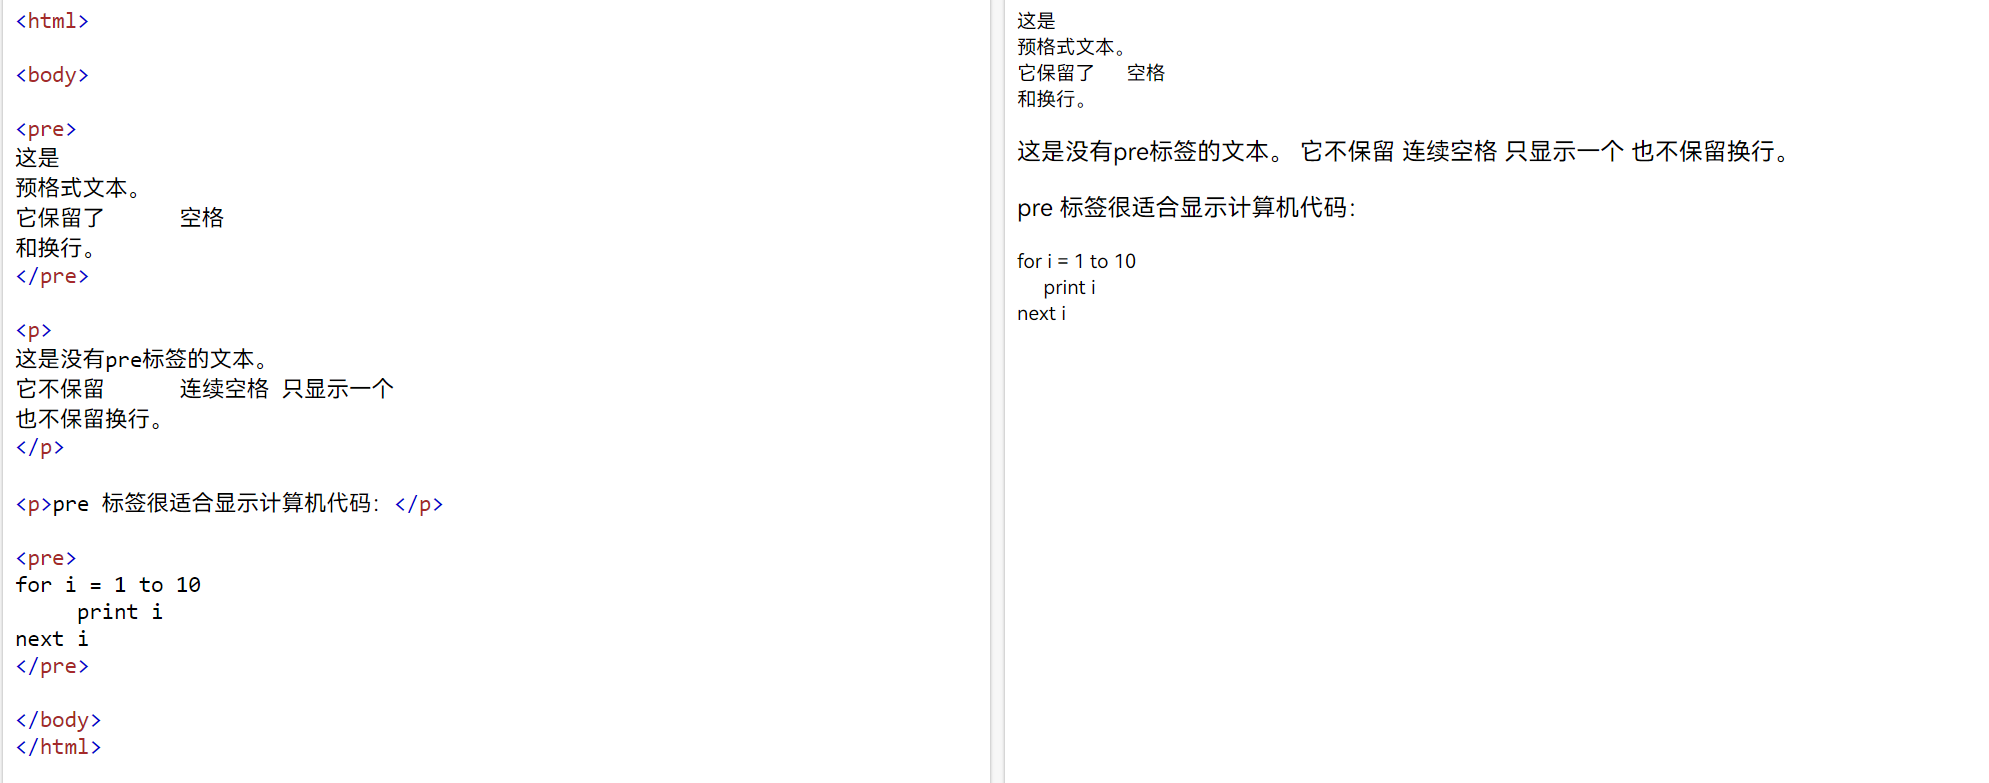 <html>
<body>
<pre>
这是
预格式文本。
它保留了      空格
和换行。
</pre>
<p>
这是没有pre标签的文本。
它不保留      连续空格 只显示一个
也不保留换行。
</p>
<p>pre 标签很适合显示计算机代码：</p>
<pre>
for i = 1 to 10
     print i
next i
</pre>
</body>
</html>
这是
预格式文本。
它保留了      空格
和换行。
这是没有pre标签的文本。 它不保留 连续空格 只显示一个 也不保留换行。
pre 标签很适合显示计算机代码：
for i = 1 to 10
     print i
next i